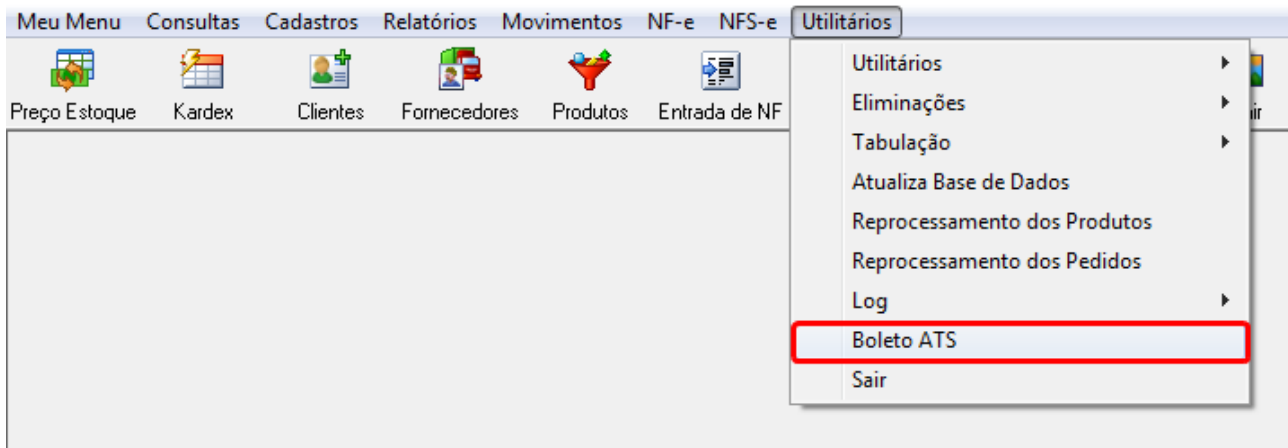 Meu Menu Consultas Cadastros Relatórios Movimentos NF-e NFS-e Utilitários
Preço Estoque Kardex Clientes Fornecedores Produtos Entrada de NF
Utilitários
Eliminações
Tabulação
Atualiza Base de Dados
Reprocessamento dos Produtos
Reprocessamento dos Pedidos
Log
Boleto ATS
Sair